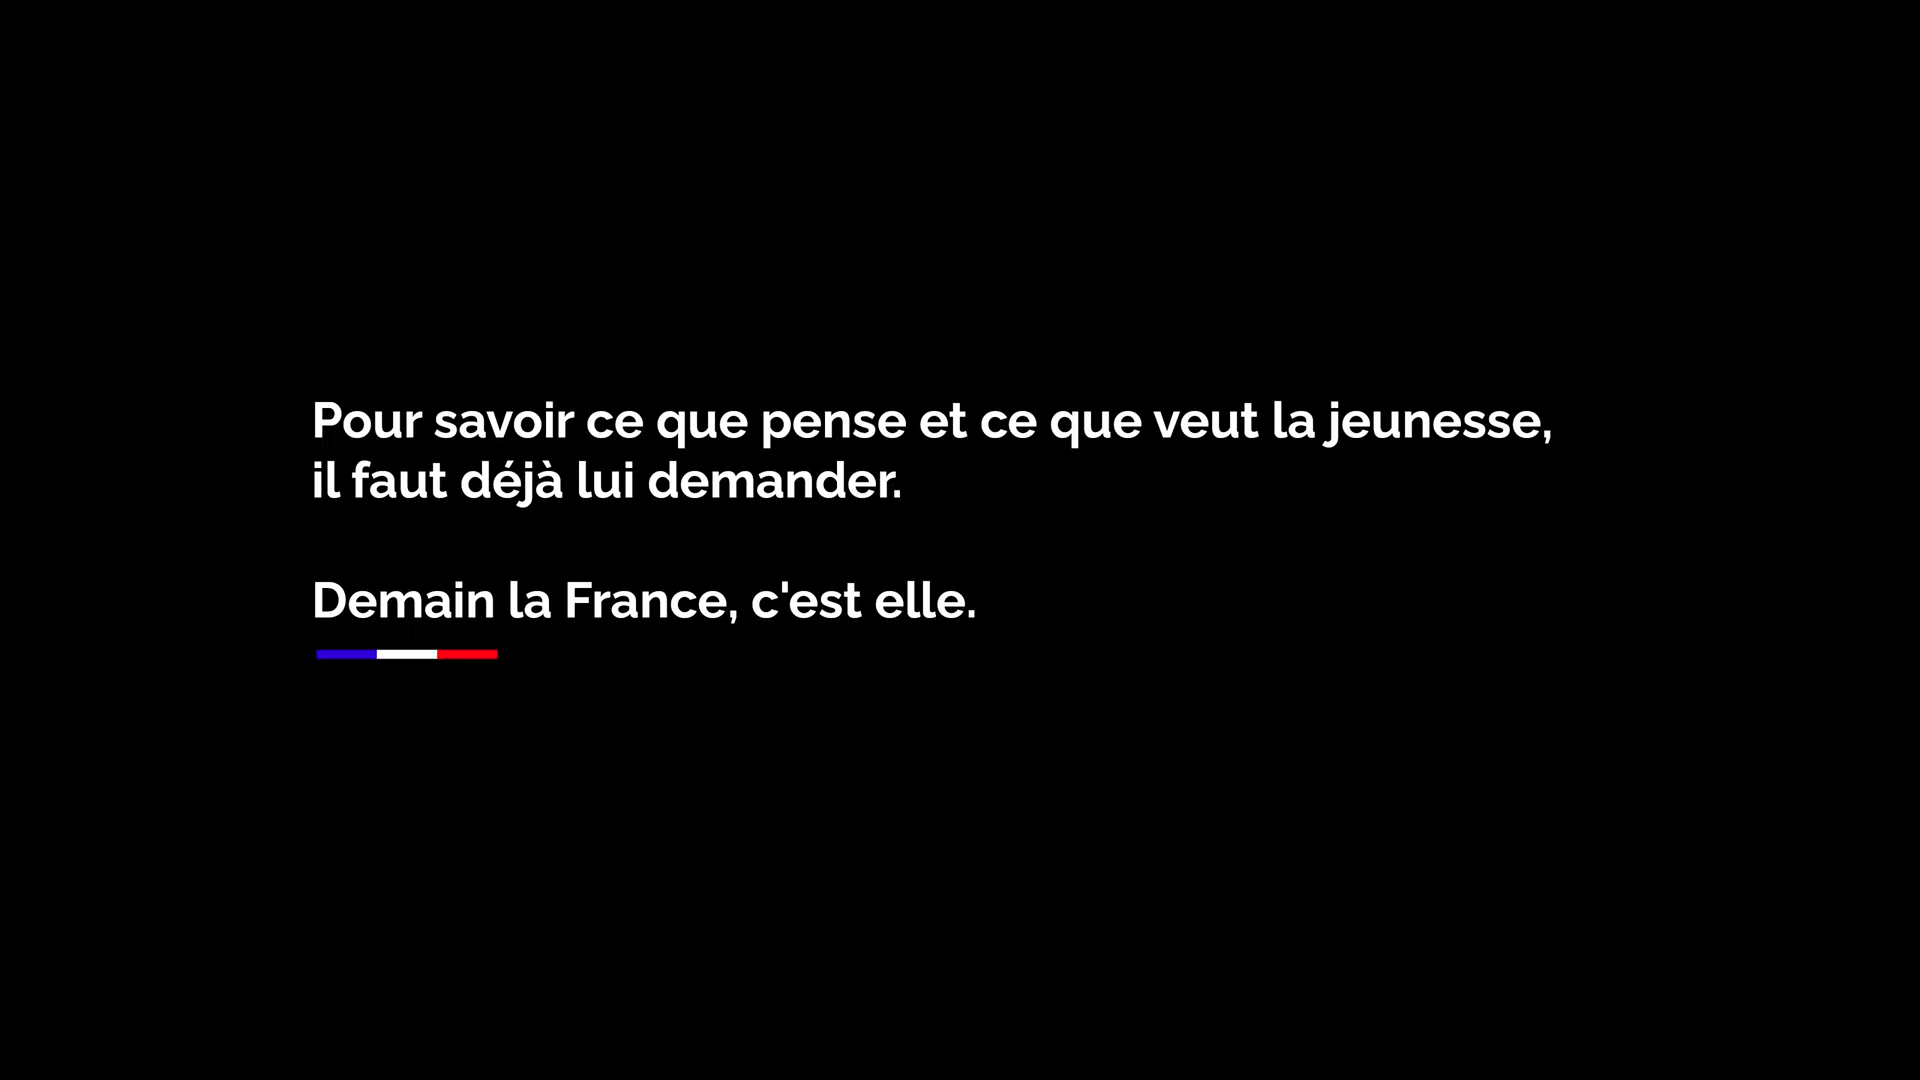 Pour savoir ce que pense et ce que veut la jeunesse,
il faut déjà lui demander.
Demain la France, c'est elle.